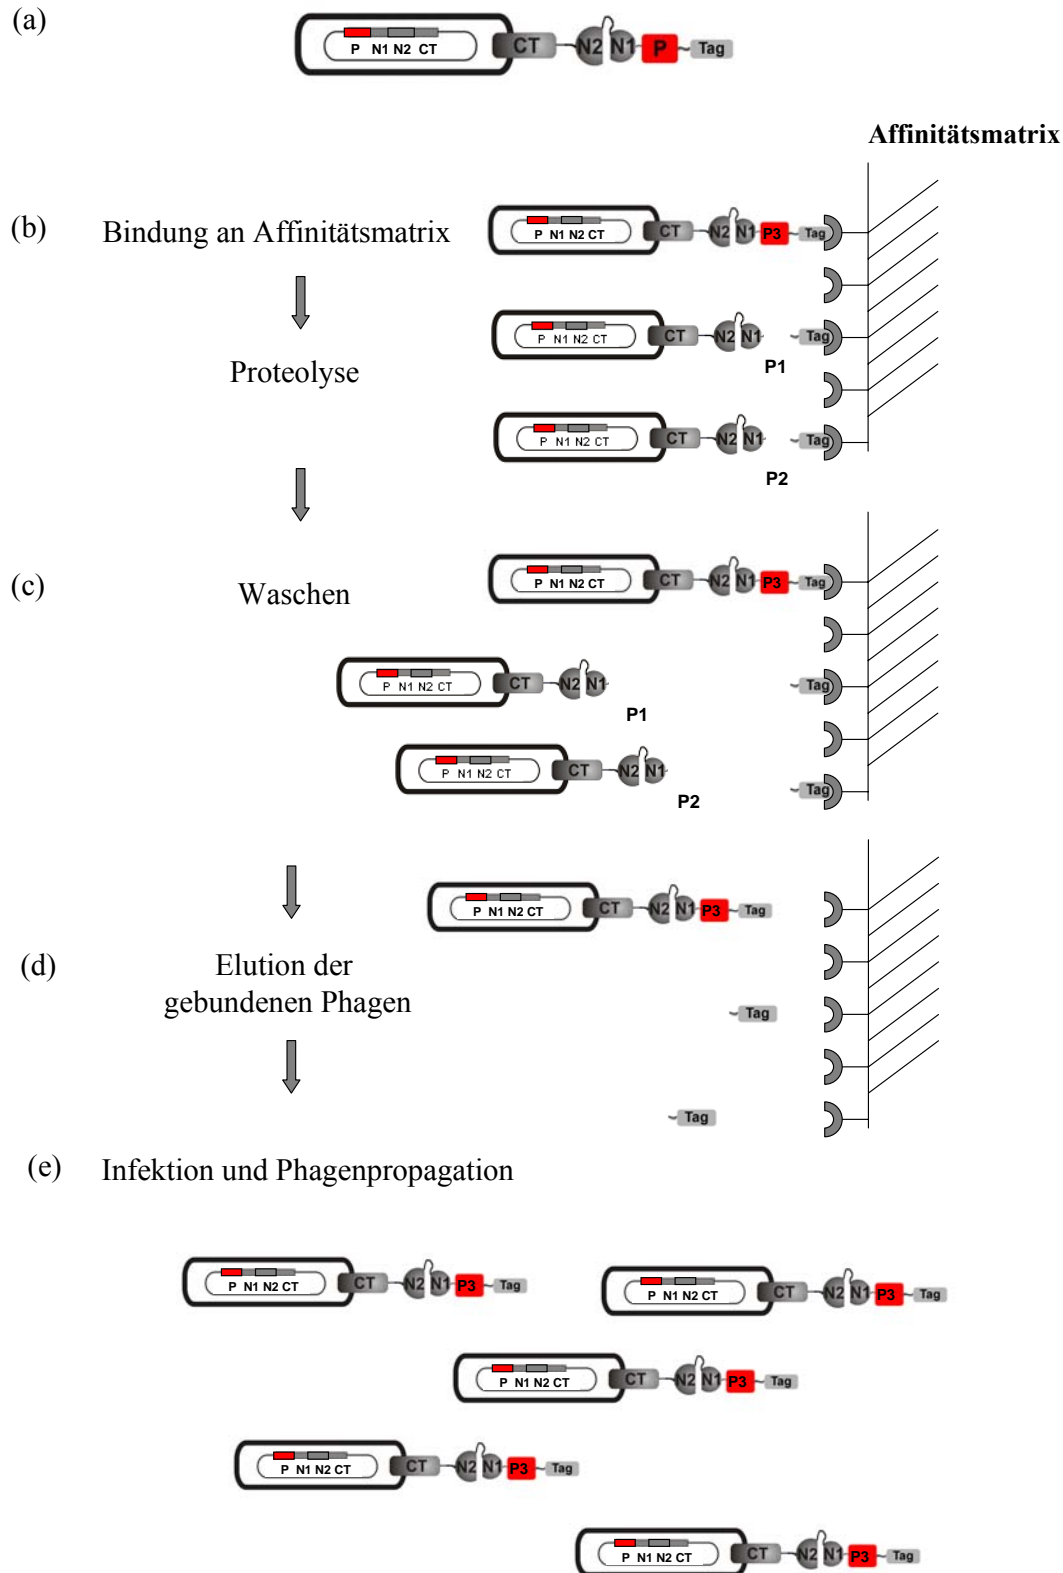 (a)
P N1 N2 CT
CT N2 N1 P Tag
Affinitätsmatrix
(b) Bindung an Affinitätsmatrix
P N1 N2 CT
CT N2 N1 P3 Tag
P N1 N2 CT
CT N2 N1 Tag
P1
Proteolyse
P N1 N2 CT
CT N2 N1 Tag
P2
(c) Waschen
P N1 N2 CT
CT N2 N1 P3 Tag
P N1 N2 CT
CT N2 N1 Tag
P1
P N1 N2 CT
CT N2 N1 Tag
P2
P N1 N2 CT
CT N2 N1 P3 Tag
(d) Elution der
gebundenen Phagen
Tag
Tag
(e) Infektion und Phagenpropagation
P N1 N2 CT
CT N2 N1 P3 Tag
P N1 N2 CT
CT N2 N1 P3 Tag
P N1 N2 CT
CT N2 N1 P3 Tag
P N1 N2 CT
CT N2 N1 P3 Tag
P N1 N2 CT
CT N2 N1 P3 Tag